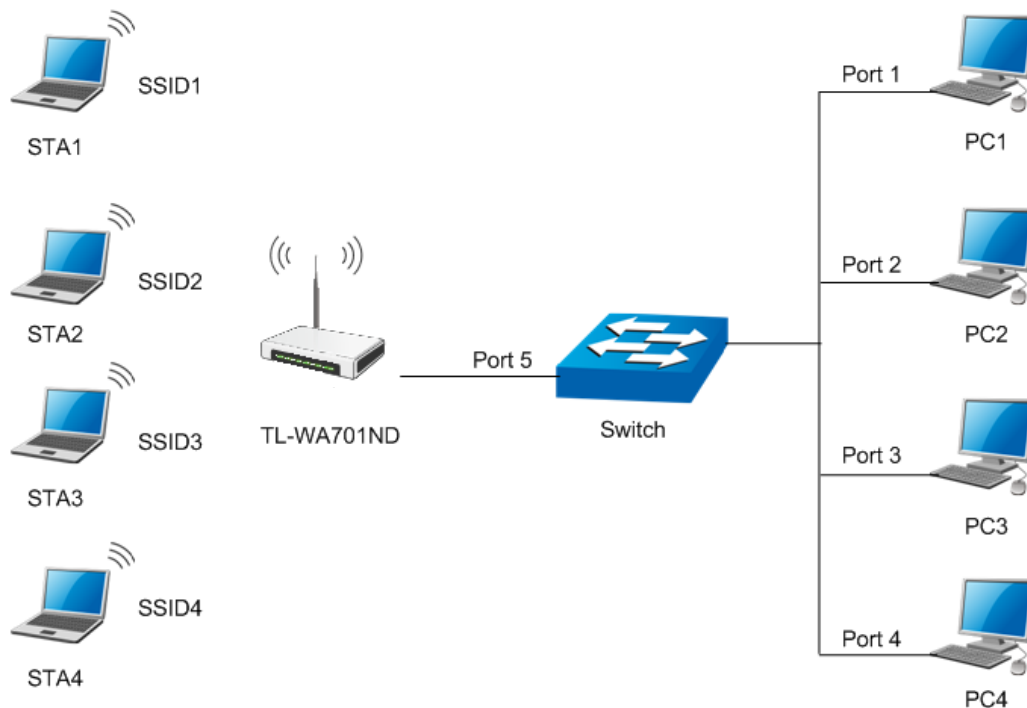 SSID1
STA1
SSID2
STA2
SSID3
STA3
SSID4
STA4
TL-WA701ND
Port 5
Switch
Port 1
PC1
Port 2
PC2
Port 3
PC3
Port 4
PC4